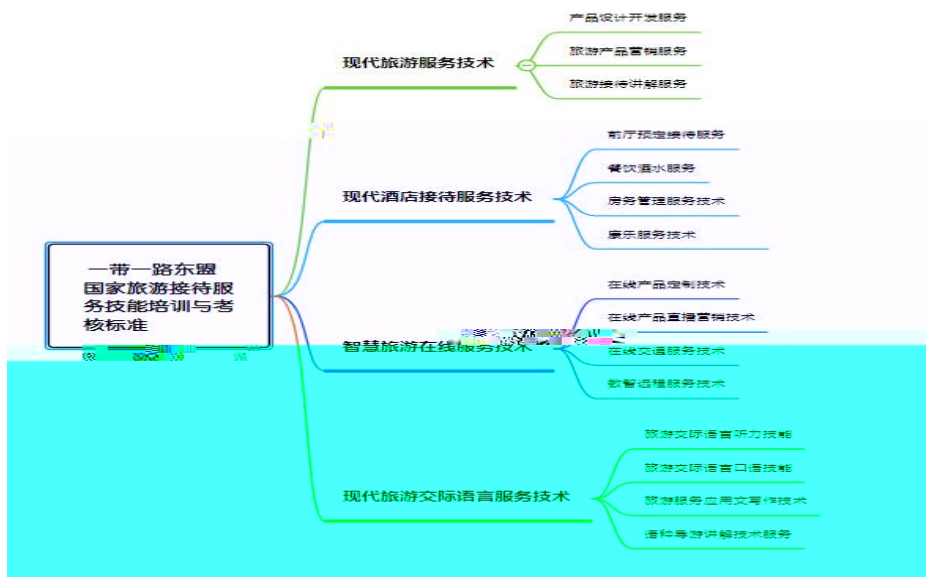 一带一路东盟
国家旅游接待服
务技能培训与考
核标准
现代旅游服务技术
产品设计开发服务
旅游产品营销服务
旅游接待讲解服务
现代酒店接待服务技术
前厅预定接待服务
餐饮酒水服务
房务管理服务技术
康乐服务技术
智慧旅游在线服务技术
在线产品定制技术
在线产品直播营销技术
在线交通服务技术
数智远程服务技术
现代旅游交际语言服务技术
旅游交际语言听力技能
旅游交际语言口语技能
旅游服务应用文写作技术
语种导游讲解技术服务